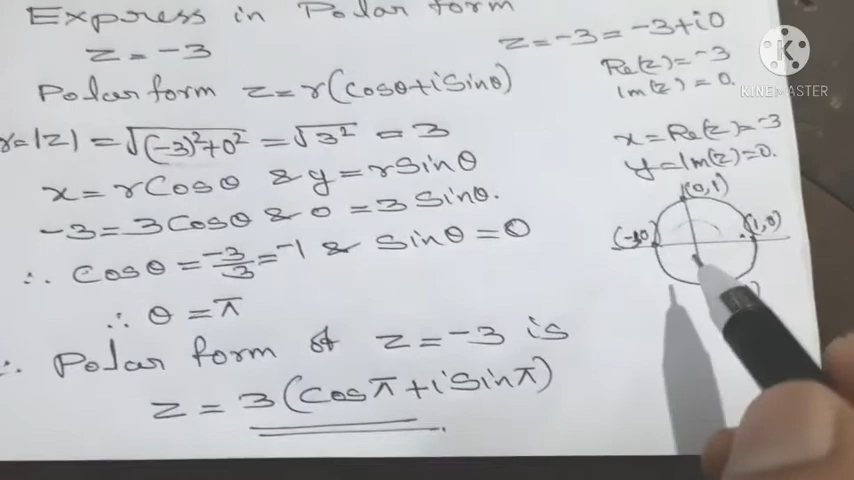 Express in Polar form
z = -3
Polar form z = r(cosθ+isinθ)
r=|z| = √(-3)²+0² = √3² = 3
x = rCosθ & y = rSinθ
-3 = 3Cosθ & 0 = 3 Sinθ.
∴ Cosθ = -3/3 = -1 & Sinθ = 0
∴ θ = π
∴ Polar form of z = -3 is
z = 3(Cosπ+iSinπ)
z = -3 = -3+i0
Re(z) = -3
Im(z) = 0.
x = Re(z) = -3
y = Im(z) = 0.
(0,1)
(-1,0)
(1,0)
KINEMASTER